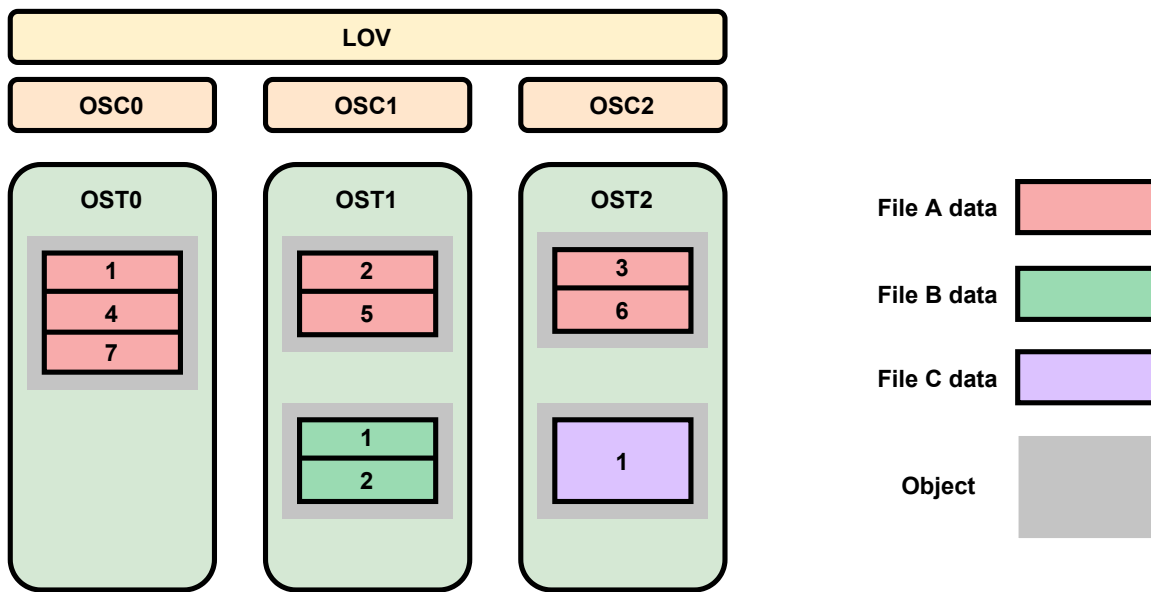 LOV
OSC0
OSC1
OSC2
OST0
OST1
OST2
1
4
7
2
5
3
6
1
2
1
File A data
File B data
File C data
Object